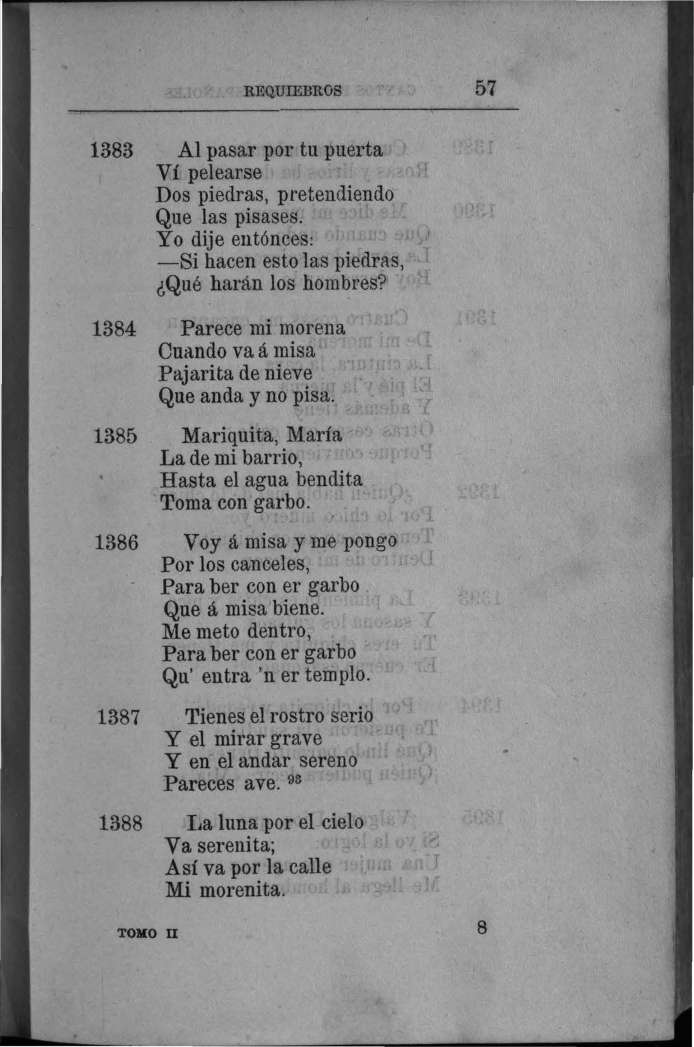 REQUIEBROS 57
1383 Al pasar por tu puerta
Ví pelearse
Dos piedras, pretendiendo
Que las pisases.
Yo dije entónces:
—Si hacen esto las piedras,
¿Qué harán los hombres?
1384 Parece mi morena
Cuando va á misa
Pajarita de nieve
Que anda y no pisa.
1385 Mariquita, María
La de mi barrio,
Hasta el agua bendita
Toma con garbo.
1386 Voy á misa y me pongo
Por los canceles,
Para ber con er garbo
Que á misa biene.
Me meto dentro,
Para ber con er garbo
Qu' entra 'n er templo.
1387 Tienes el rostro serio
Y el mirar grave
Y en el andar sereno
Pareces ave. 93
1388 La luna por el cielo
Va serenita;
Así va por la calle
Mi morenita.
TOMO II 8